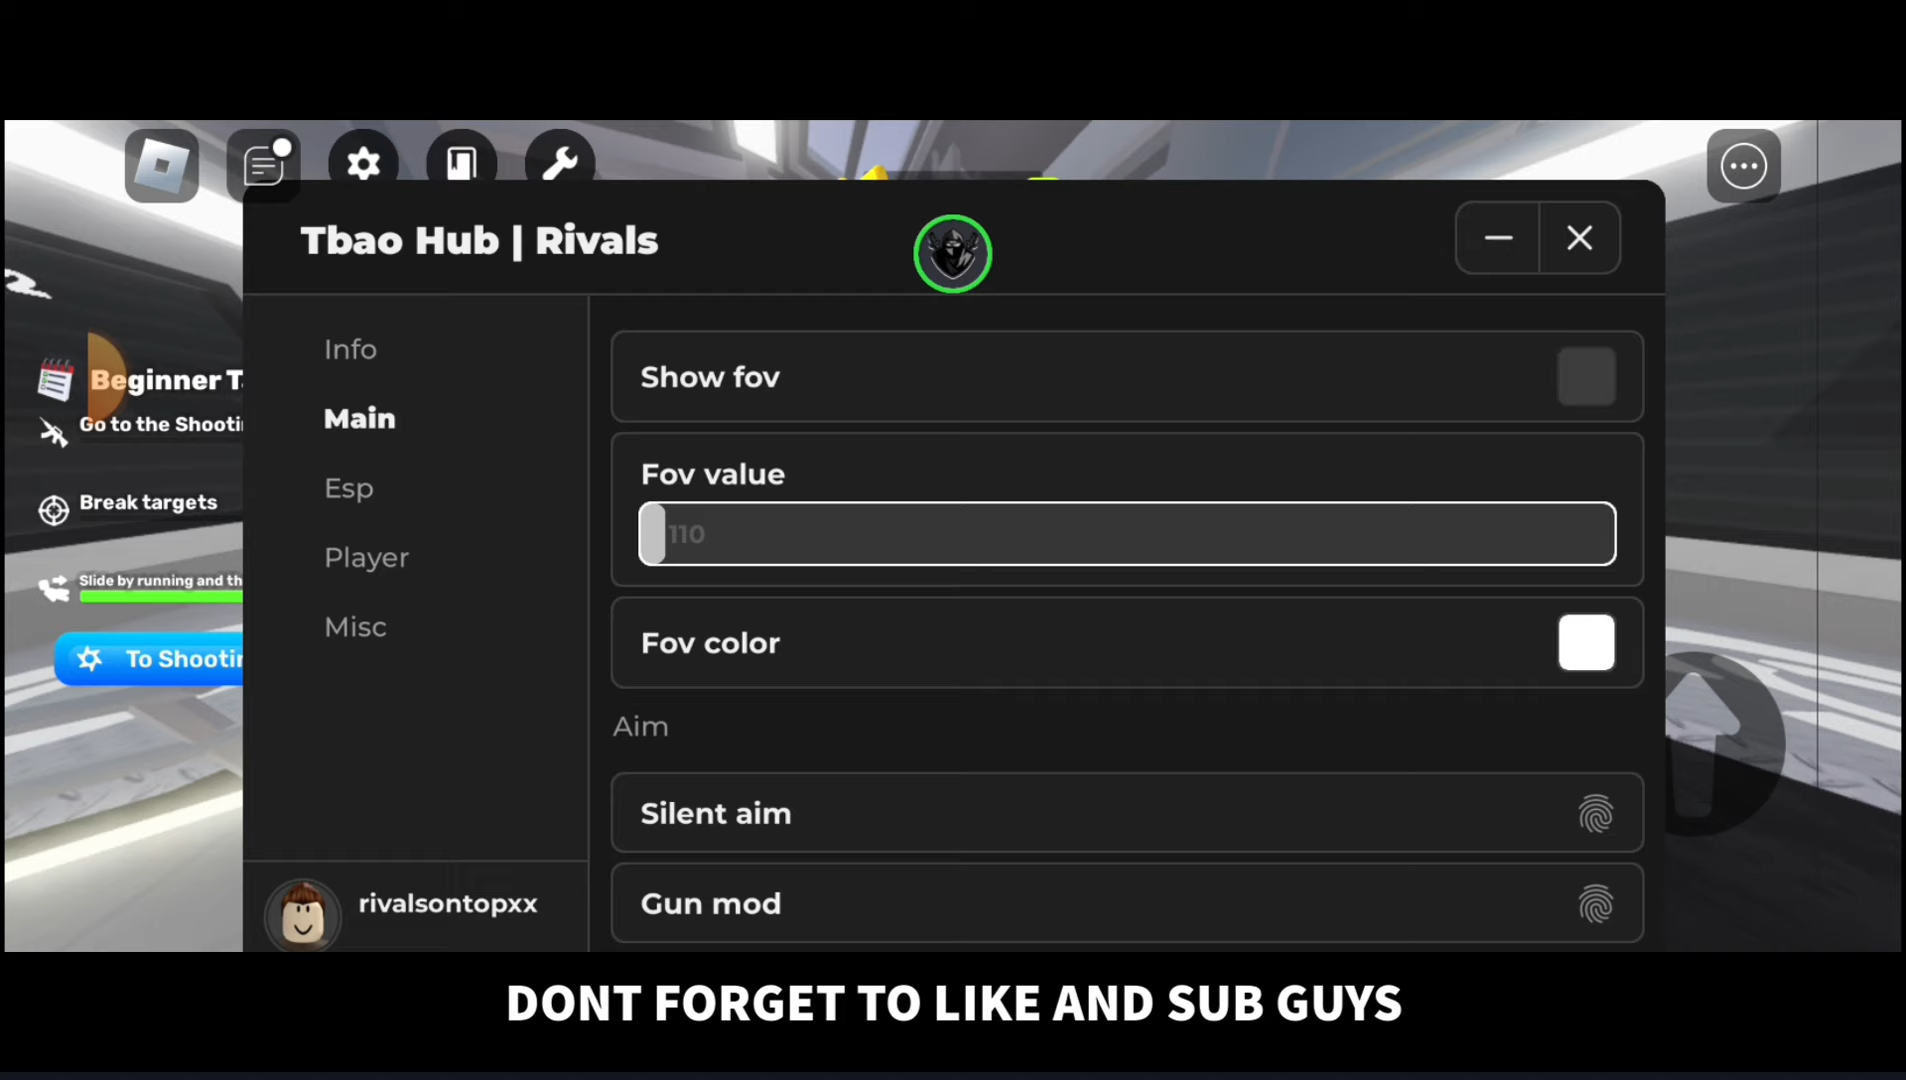 Tbao Hub | Rivals
Info
Main
Esp
Player
Misc
rivalsontopxx
Show fov
Fov value
110
Fov color
Aim
Silent aim
Gun mod
Beginner T
Go to the Shootin
Break targets
Slide by running and th
To Shootin
DONT FORGET TO LIKE AND SUB GUYS